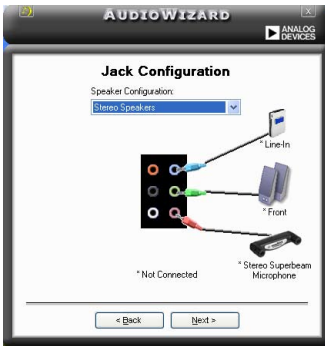 AUDIOWIZARD
ANALOG
DEVICES
Jack Configuration
Speaker Configuration:
Stereo Speakers
* Line-In
* Front
* Stereo Superbeam
Microphone
* Not Connected
< Back
Next >